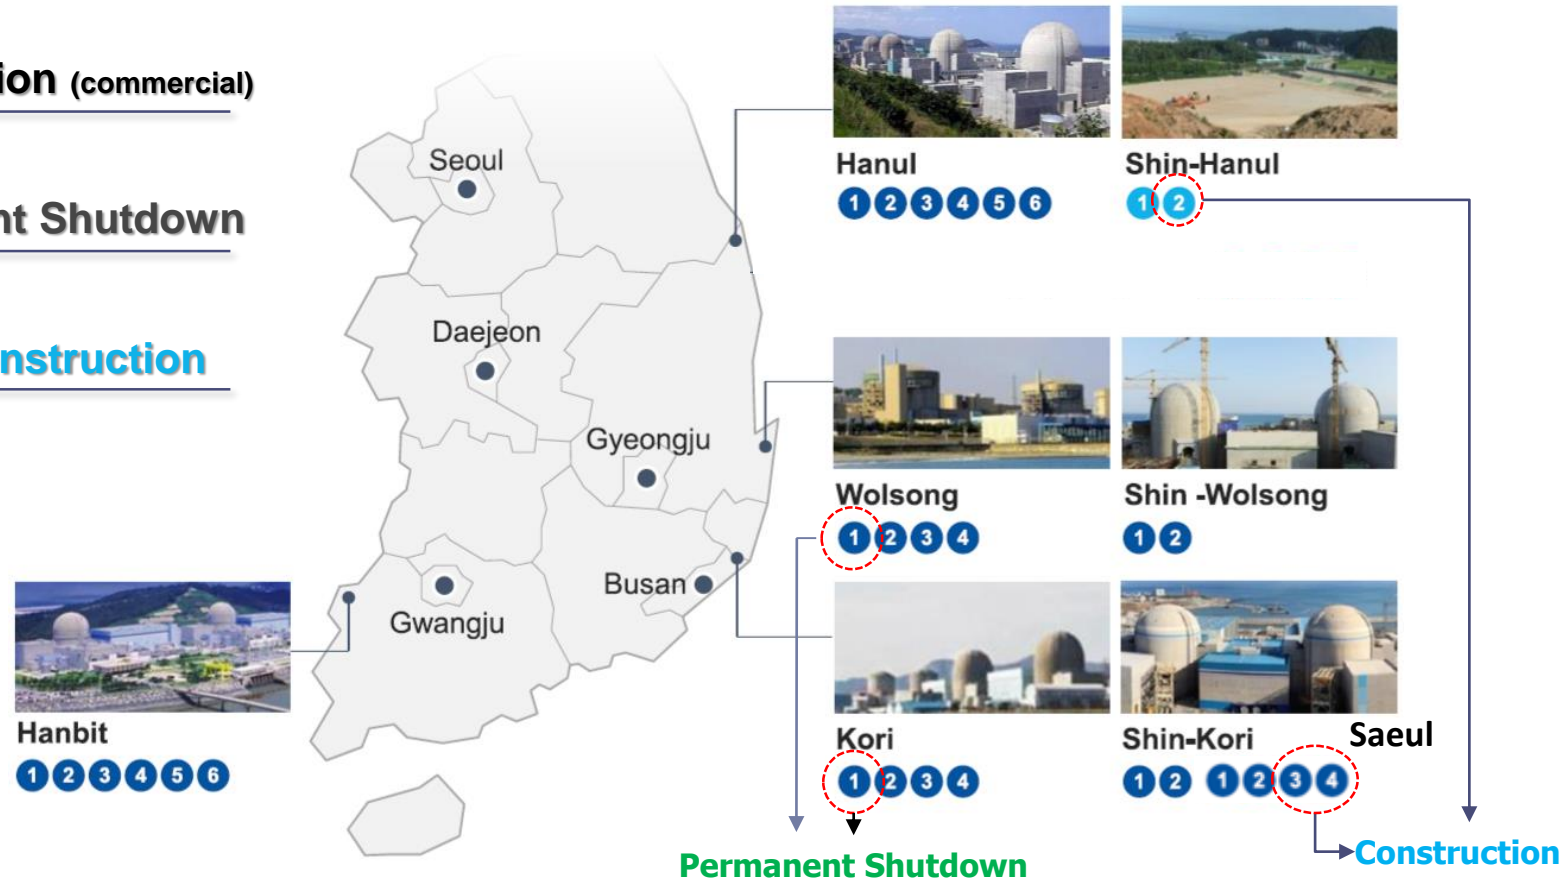 ion (commercial)
nt Shutdown
nstruction
Seoul
Daejeon
Gyeongju
Busan
Gwangju
Hanul
1 2 3 4 5 6
Shin-Hanul
1 2
Wolsong
1 2 3 4
Shin -Wolsong
1 2
Hanbit
1 2 3 4 5 6
Kori
1 2 3 4
Shin-Kori
1 2
Saeul
1 2 3 4
Permanent Shutdown
Construction